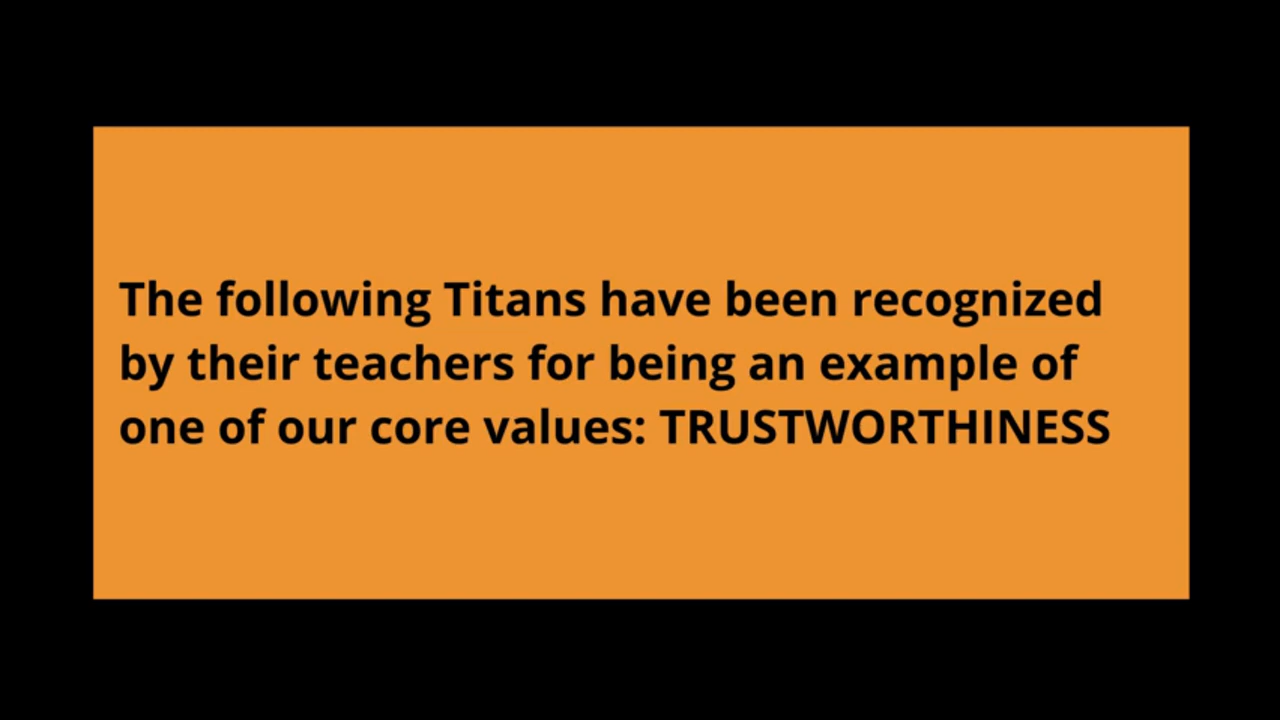 The following Titans have been recognized
by their teachers for being an example of
one of our core values: TRUSTWORTHINESS